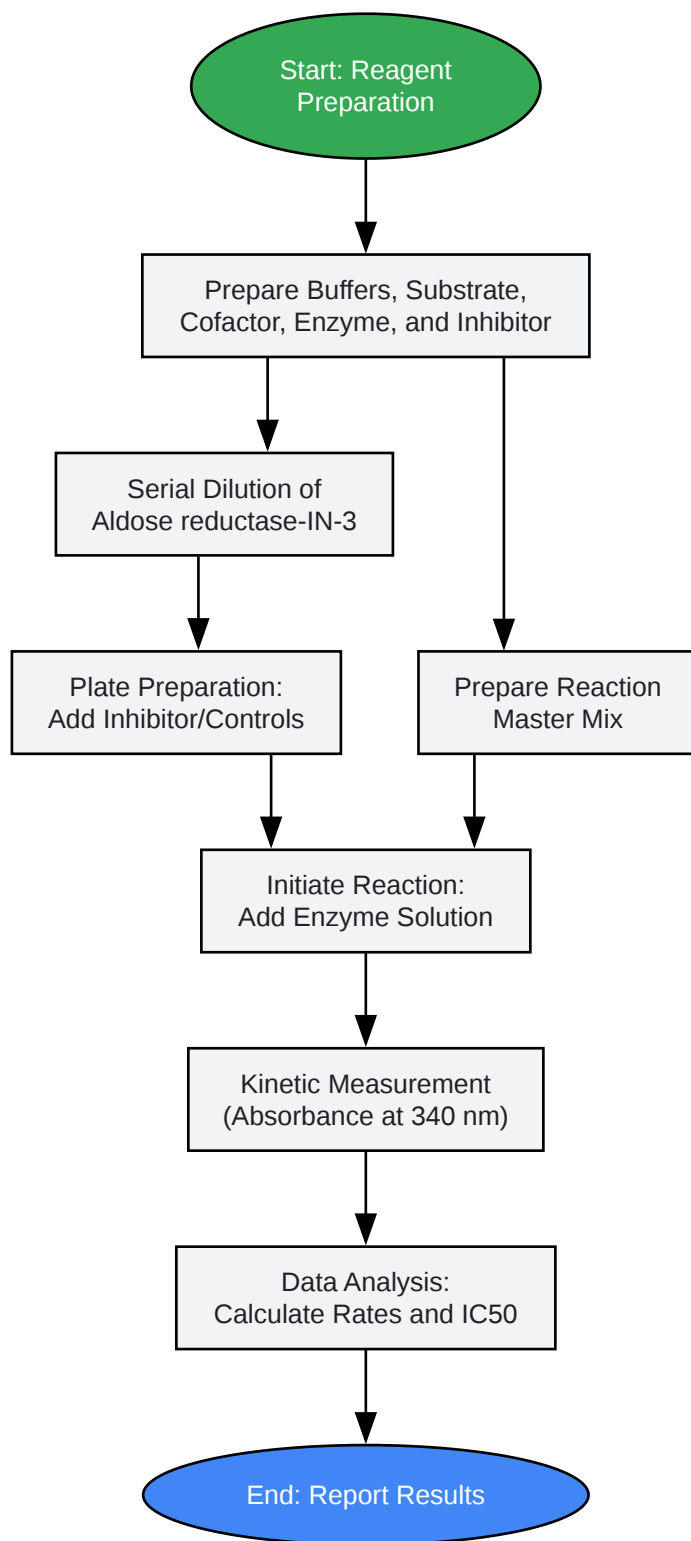 Start: Reagent
Preparation
Prepare Buffers, Substrate,
Cofactor, Enzyme, and Inhibitor
Serial Dilution of
Aldose reductase-IN-3
Plate Preparation:
Add Inhibitor/Controls
Prepare Reaction
Master Mix
Initiate Reaction:
Add Enzyme Solution
Kinetic Measurement
(Absorbance at 340 nm)
Data Analysis:
Calculate Rates and IC50
End: Report Results